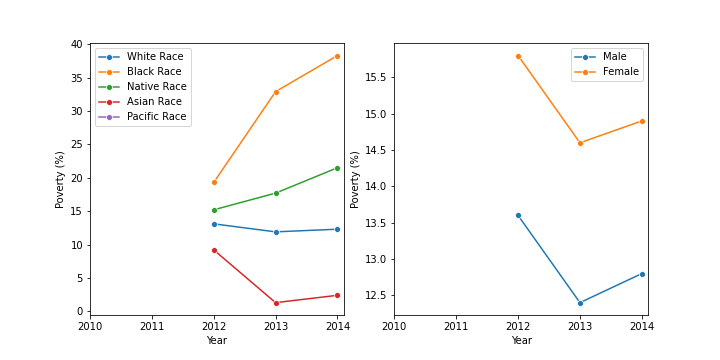 40
35
30
25
20
15
10
5
0
Poverty (%)
White Race
Black Race
Native Race
Asian Race
Pacific Race
2010 2011 2012 2013 2014
Year
15.5
15.0
14.5
14.0
13.5
13.0
12.5
Poverty (%)
Male
Female
2010 2011 2012 2013 2014
Year